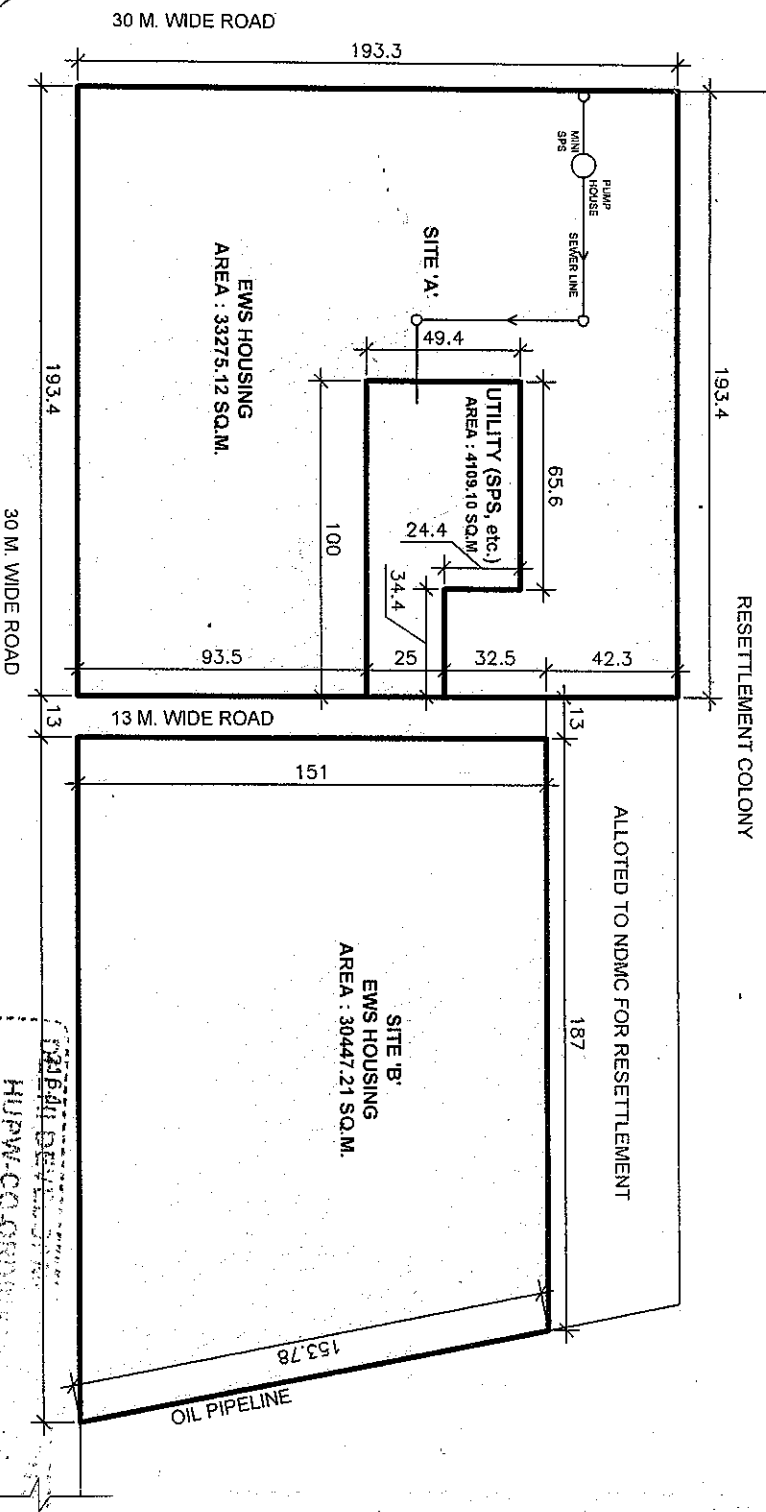 30 M. WIDE ROAD
193.3
193.4
RESETTLEMENT COLONY
MINI
SPS
PUMP
HOUSE
SEWER LINE
SITE 'A'
49.4
UTILITY (SPS, etc.)
AREA : 4109.10 SQ.M
65.6
24.4
34.4
100
EWS HOUSING
AREA : 33275.12 SQ.M.
93.5
25
32.5
42.3
193.4
30 M. WIDE ROAD
13
13 M. WIDE ROAD
13
151
ALLOTED TO NDMC FOR RESETTLEMENT
187
SITE 'B'
EWS HOUSING
AREA : 30447.21 SQ.M.
153.78
OIL PIPELINE